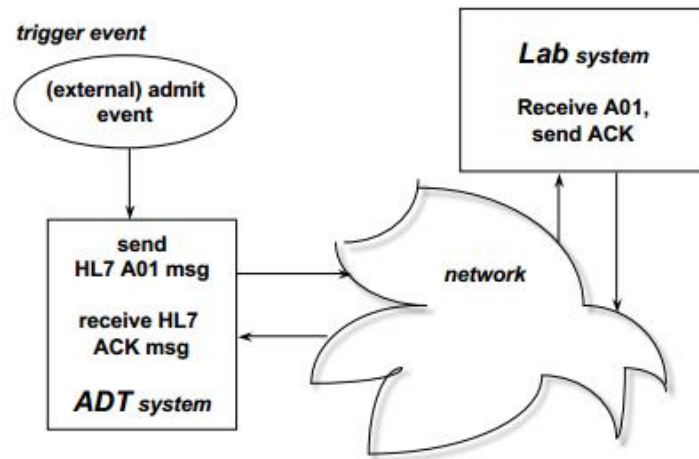 trigger event
(external) admit
event
Lab system
Receive A01,
send ACK
send
HL7 A01 msg
receive HL7
ACK msg
ADT system
network